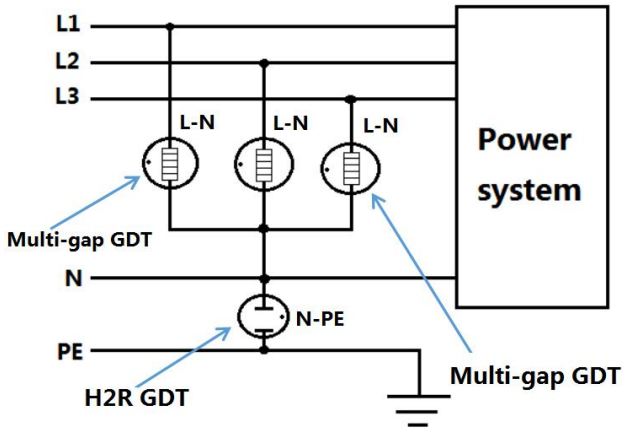 L1
L2
L3
L-N
L-N
L-N
Power
system
Multi-gap GDT
N
N-PE
PE
H2R GDT
Multi-gap GDT